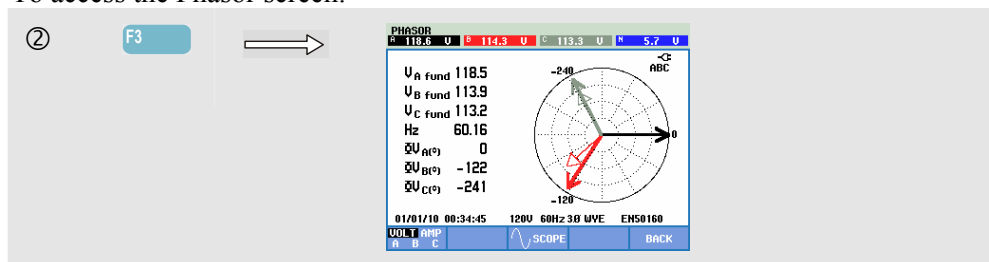 To access the Phasor screen:
② F3
PHASOR
A 118.6 V B 114.3 V C 113.3 V N 5.7 V
ABC
-240
0
-120
VA fund 118.5
VB fund 113.9
VC fund 113.2
Hz 60.16
ΦVA(°) 0
ΦVB(°) -122
ΦVC(°) -241
01/01/10 00:34:45 120V 60Hz 3Ø WYE EN50160
VOLT AMP
A B C
SCOPE
BACK